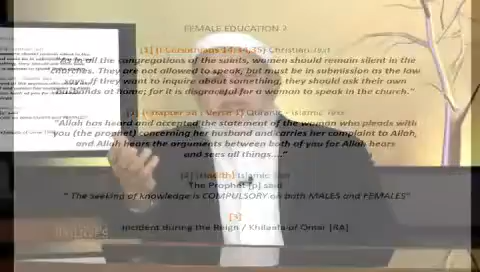 FEMALE EDUCATION ?
[1] (I Corinthians 14:34,35) Christian text
"As in all the congregations of the saints, women should remain silent in the
churches. They are not allowed to speak, but must be in submission as the law
says. If they want to inquire about something, they should ask their own
husbands at home; for it is disgraceful for a woman to speak in the church."
Verse 1) Quranic - Islamic Text
"Allah has heard and accepted the statement of the woman who pleads with
you (the prophet) concerning her husband and carries her complaint to Allah,
and Allah hears the arguments between both of you for Allah hears
and sees all things...."
(Hadith) Islamic text
The Prophet [p] said
" The seeking of knowledge is COMPULSORY on both MALES and FEMALES"
[3]
Incident during the Reign / Khilaafa of Omar [RA]